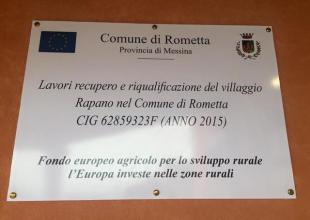 Comune di Rometta
Provincia di Messina
Lavori recupero e riqualificazione del villaggio
Rapano nel Comune di Rometta
CIG 62859323F (ANNO 2015)
Fondo europeo agricolo per lo sviluppo rurale
l'Europa investe nelle zone rurali